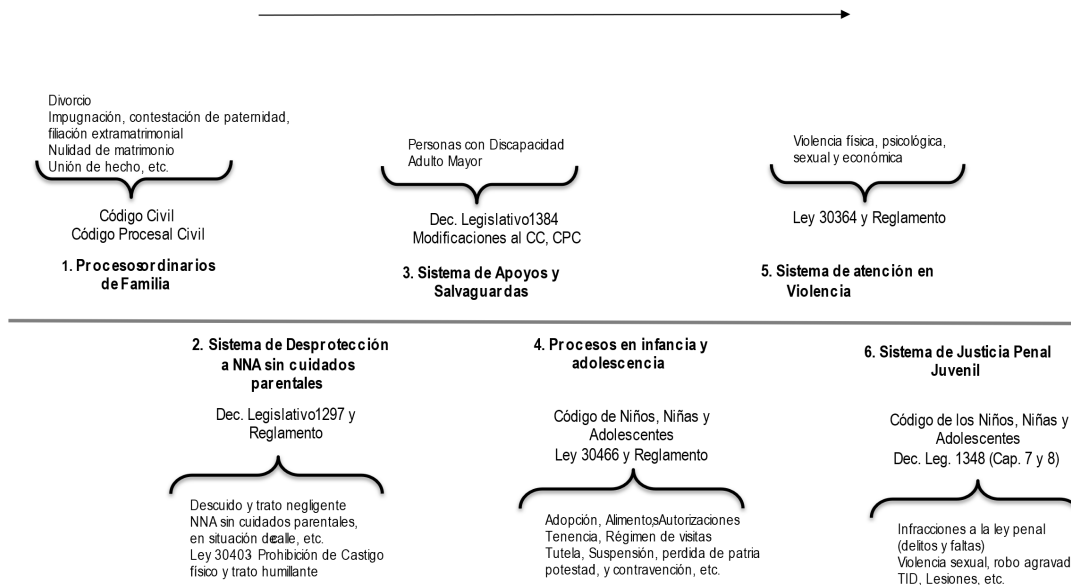 Divorcio
Impugnación, contestación de paternidad,
filiación extramatrimonial
Nulidad de matrimonio
Unión de hecho, etc.
Código Civil
Código Procesal Civil
1. Procesosordinarios
de Familia
Personas con Discapacidad
Adulto Mayor
Dec. Legislativo1384
Modificaciones al CC, CPC
3. Sistema de Apoyos y
Salvaguardas
Violencia física, psicológica,
sexual y económica
Ley 30364 y Reglamento
5. Sistema de atención en
Violencia
2. Sistema de Desprotección
a NNA sin cuidados
parentales
Dec. Legislativo1297 y
Reglamento
Descuido y trato negligente
NNA sin cuidados parentales,
en situación decalle, etc.
Ley 30403 Prohibición de Castigo
físico y trato humillante
4. Procesos en infancia y
adolescencia
Código de Niños, Niñas y
Adolescentes
Ley 30466 y Reglamento
Adopción, Alimentos,Autorizaciones
Tenencia, Régimen de visitas
Tutela, Suspensión, perdida de patria
potestad, y contravención, etc.
6. Sistema de Justicia Penal
Juvenil
Código de los Niños, Niñas y
Adolescentes
Dec. Leg. 1348 (Cap. 7 y 8)
Infracciones a la ley penal
(delitos y faltas)
Violencia sexual, robo agravad
TID, Lesiones, etc.